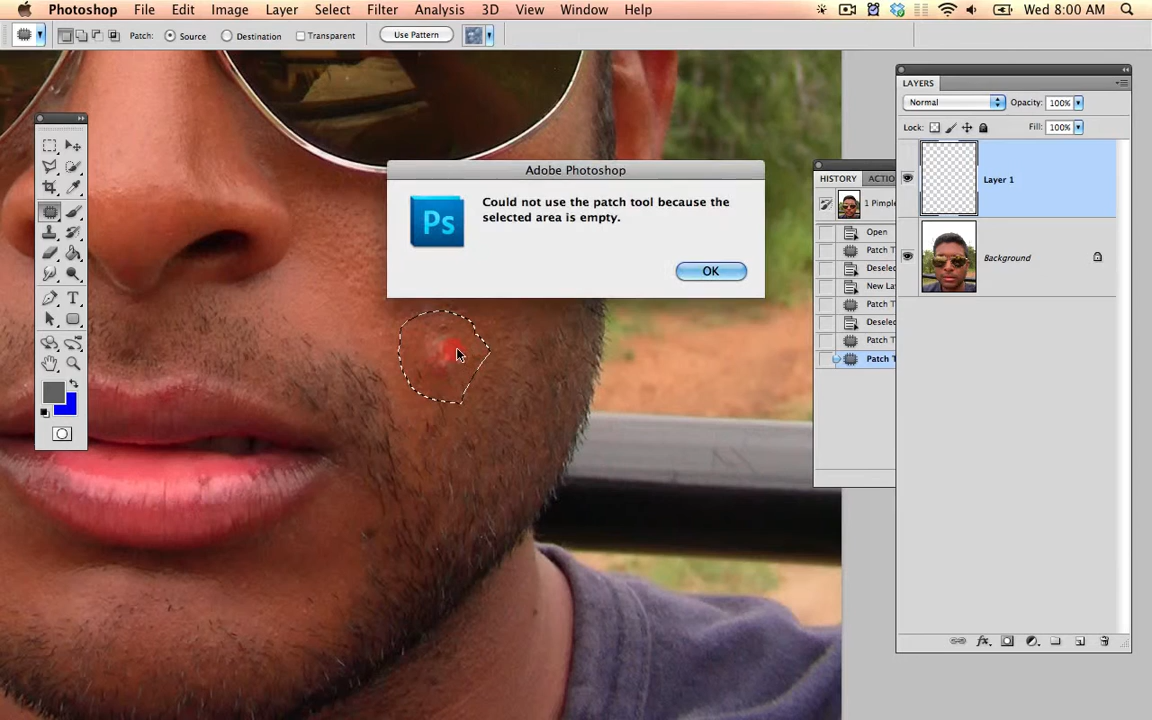 Photoshop File Edit Image Layer Select Filter Analysis 3D View Window Help Wed 8:00 AM
Patch: Source Destination Transparent Use Pattern
LAYERS
Normal Opacity: 100%
Lock: Fill: 100%
Adobe Photoshop
Could not use the patch tool because the
selected area is empty.
Ps
OK
HISTORY ACTIO
1 Pimple
Layer 1
Open
Patch T
Background
Deselec
New La
Patch T
Deselec
Patch T
Patch T
T